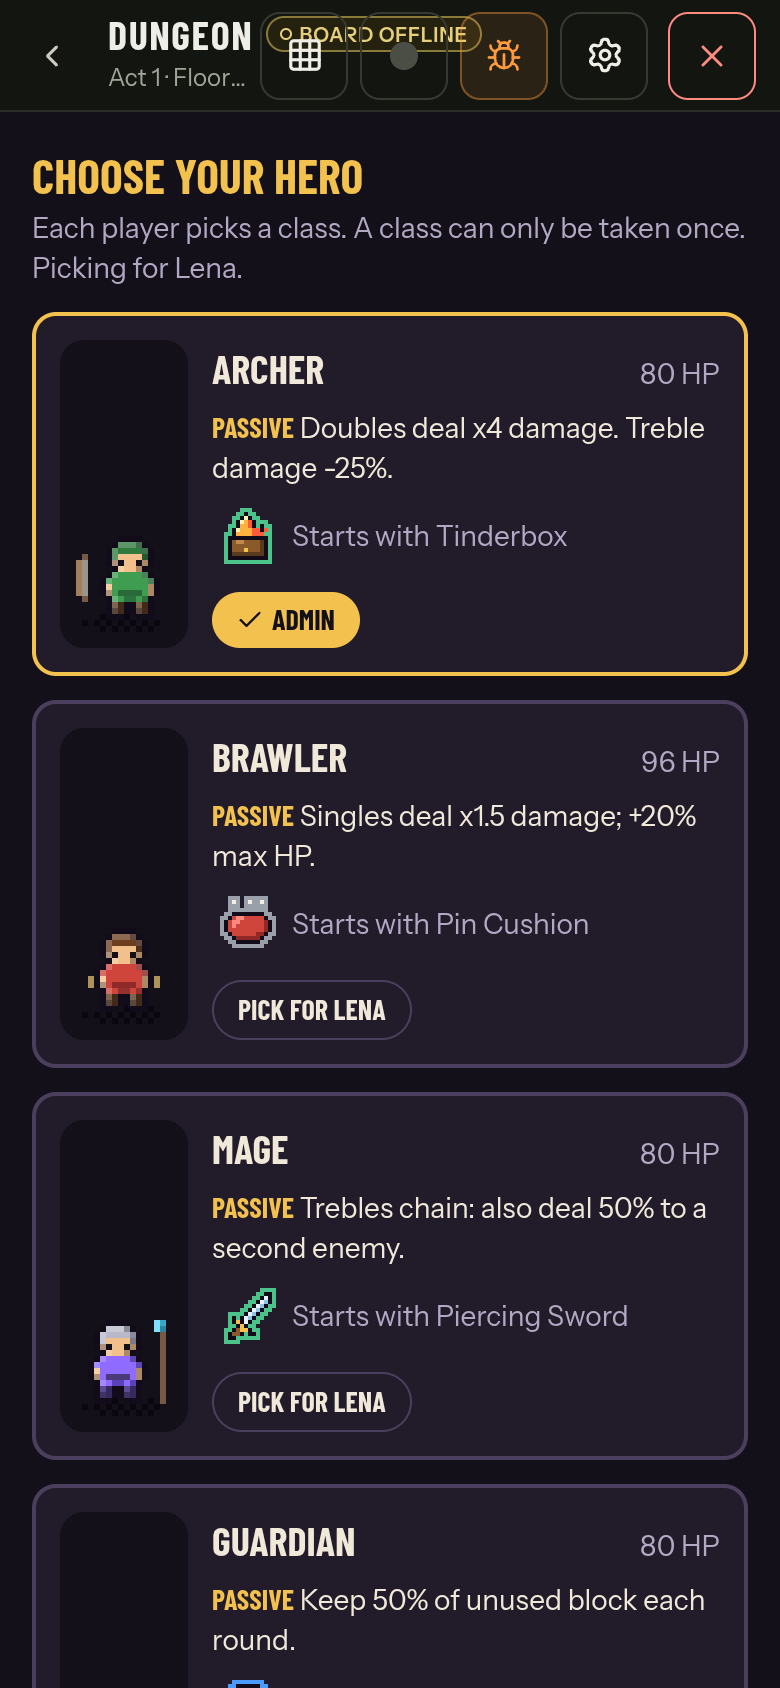 DUNGEON
BOARD OFFLINE
Act 1 · Floor...
CHOOSE YOUR HERO
Each player picks a class. A class can only be taken once.
Picking for Lena.
ARCHER
80 HP
PASSIVE Doubles deal x4 damage. Treble
damage -25%.
Starts with Tinderbox
ADMIN
BRAWLER
96 HP
PASSIVE Singles deal x1.5 damage; +20%
max HP.
Starts with Pin Cushion
PICK FOR LENA
MAGE
80 HP
PASSIVE Trebles chain: also deal 50% to a
second enemy.
Starts with Piercing Sword
PICK FOR LENA
GUARDIAN
80 HP
PASSIVE Keep 50% of unused block each
round.